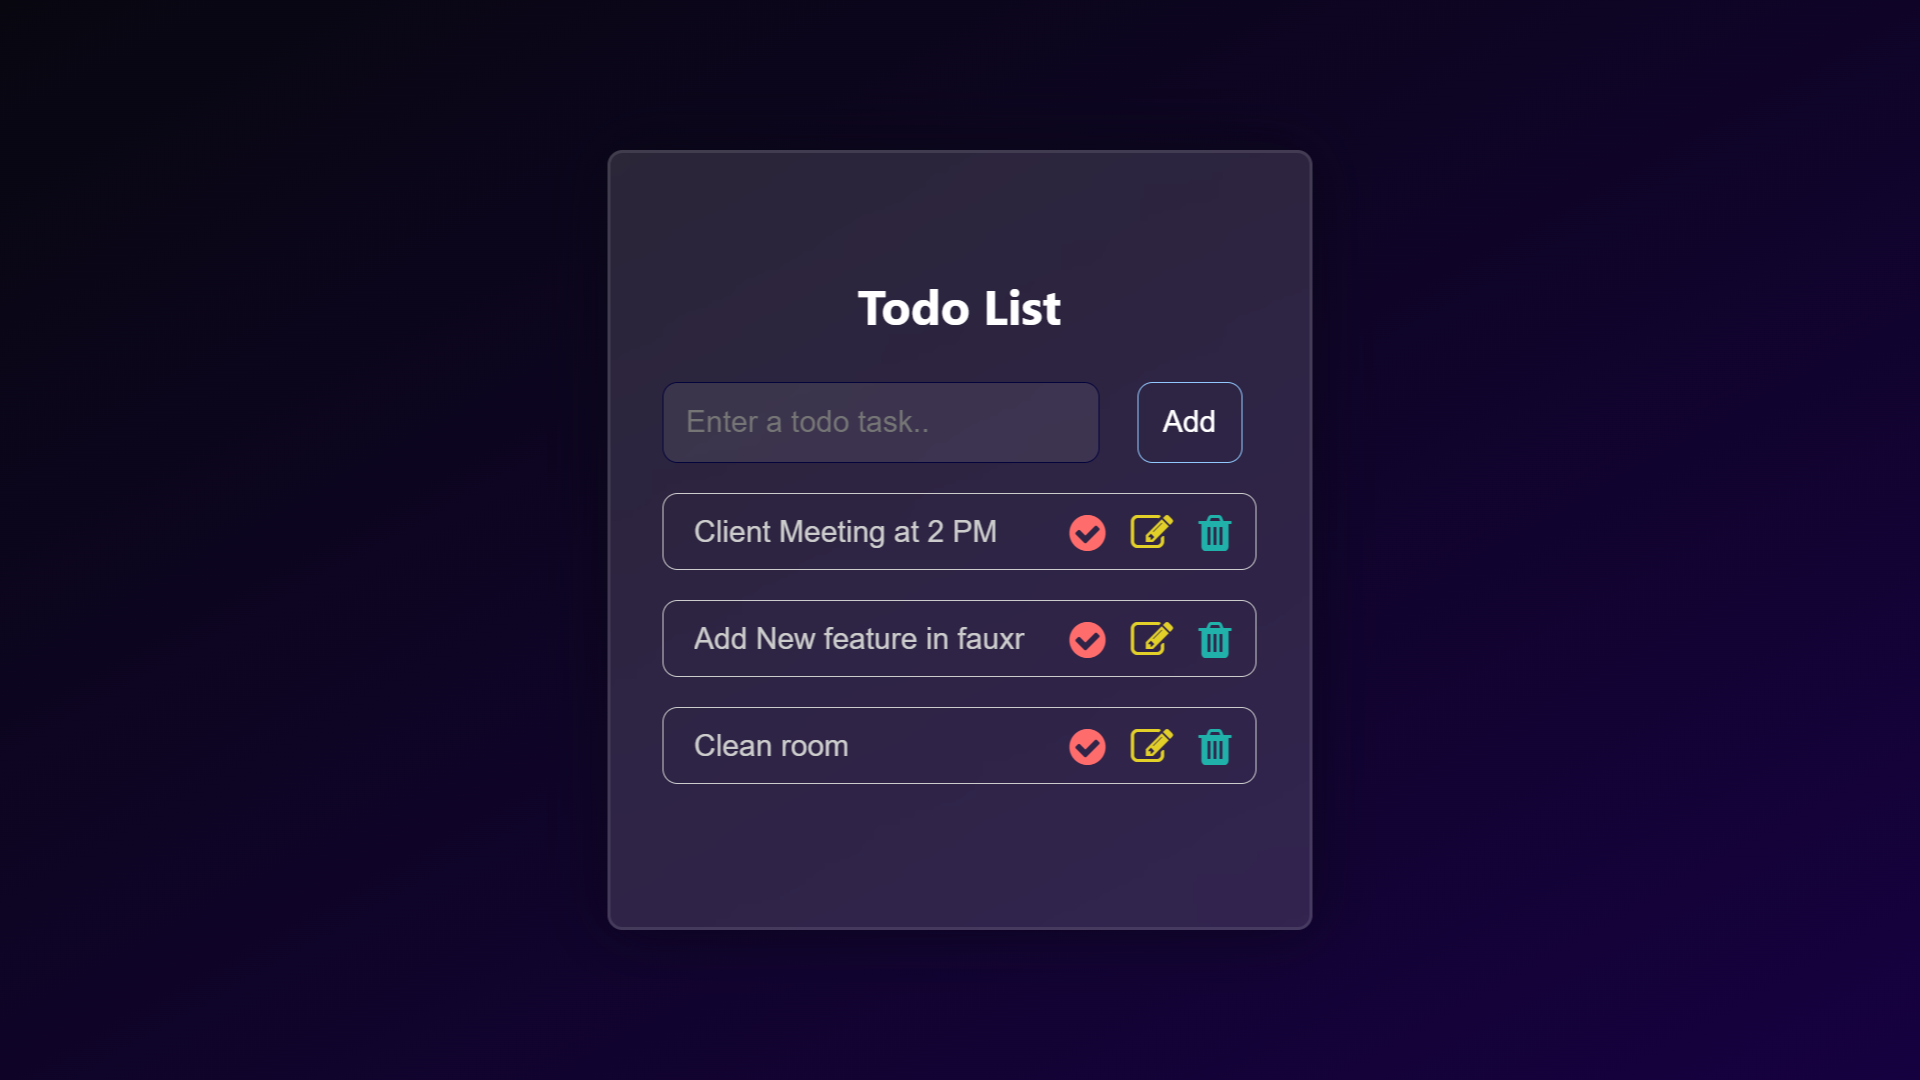 Todo List
Enter a todo task..
Add
Client Meeting at 2 PM
Add New feature in fauxr
Clean room